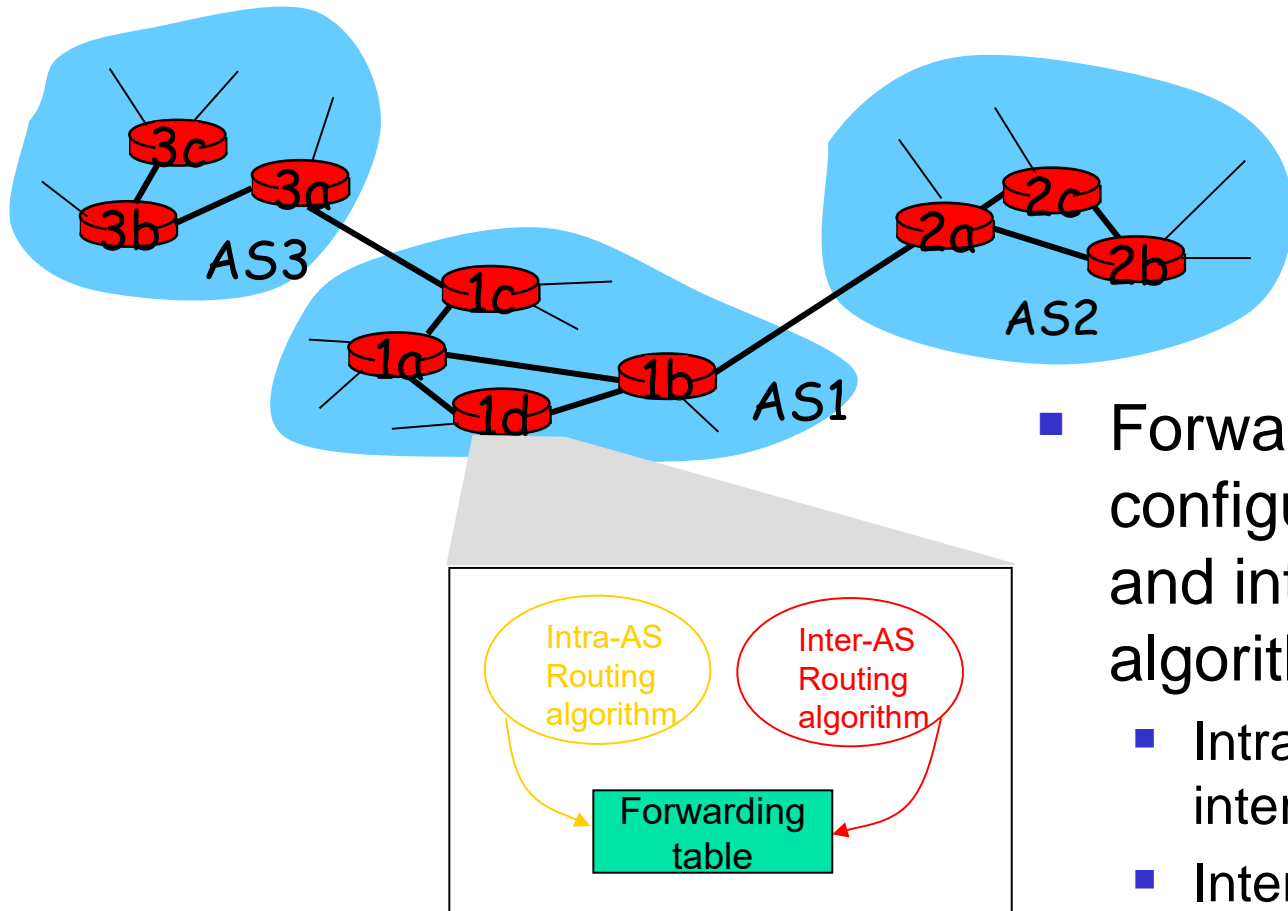 3c
3a
3b
AS3
2c
2a
2b
AS2
1c
1a
1b
1d
AS1
Intra-AS
Routing
algorithm
Inter-AS
Routing
algorithm
Forwarding
table
Forwa
configu
and int
algorith
Intra
inter
Inter